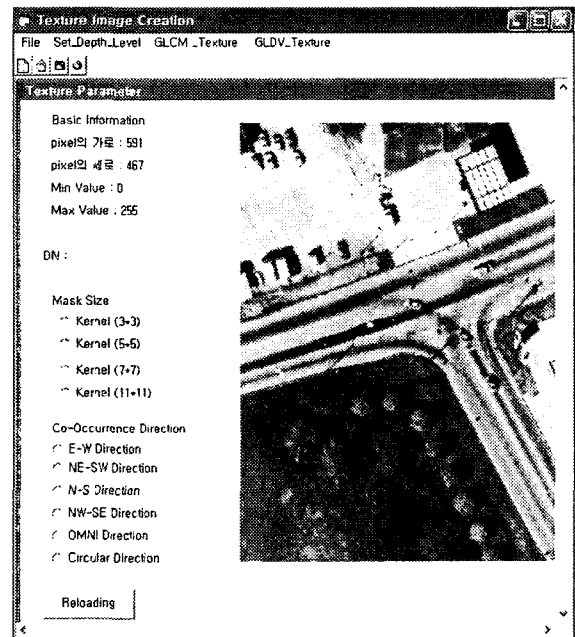 Texture Image Creation
File Set_Depth_Level GLCM_Texture GLDV_Texture
Texture Parameter
Basic Information
pixel의 가로 : 591
pixel의 세로 : 467
Min Value : 0
Max Value : 255
DN :
Mask Size
Kernel (3*3)
Kernel (5*5)
Kernel (7*7)
Kernel (11*11)
Co-Occurrence Direction
E-W Direction
NE-SW Direction
N-S Direction
NW-SE Direction
OMNI Direction
Circular Direction
Reloading